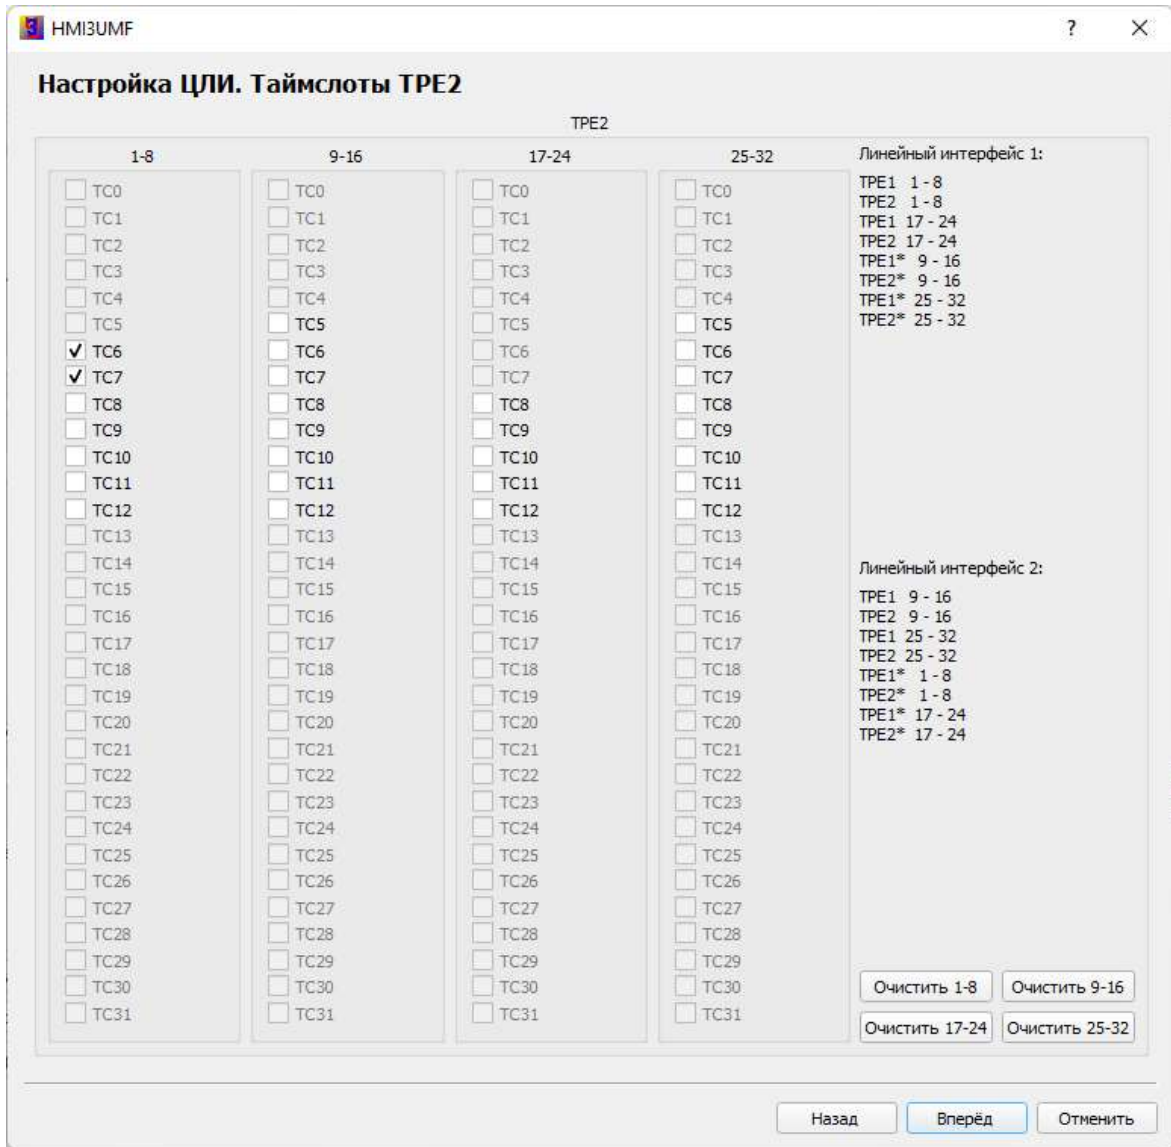 HMI3UMF ?
Настройка ЦЛИ. Таймслоты TPE2
TPE2
1-8 9-16 17-24 25-32
TC0 TC0 TC0 TC0
TC1 TC1 TC1 TC1
TC2 TC2 TC2 TC2
TC3 TC3 TC3 TC3
TC4 TC4 TC4 TC4
TC5 TC5 TC5 TC5
TC6 TC6 TC6 TC6
TC7 TC7 TC7 TC7
TC8 TC8 TC8 TC8
TC9 TC9 TC9 TC9
TC10 TC10 TC10 TC10
TC11 TC11 TC11 TC11
TC12 TC12 TC12 TC12
TC13 TC13 TC13 TC13
TC14 TC14 TC14 TC14
TC15 TC15 TC15 TC15
TC16 TC16 TC16 TC16
TC17 TC17 TC17 TC17
TC18 TC18 TC18 TC18
TC19 TC19 TC19 TC19
TC20 TC20 TC20 TC20
TC21 TC21 TC21 TC21
TC22 TC22 TC22 TC22
TC23 TC23 TC23 TC23
TC24 TC24 TC24 TC24
TC25 TC25 TC25 TC25
TC26 TC26 TC26 TC26
TC27 TC27 TC27 TC27
TC28 TC28 TC28 TC28
TC29 TC29 TC29 TC29
TC30 TC30 TC30 TC30
TC31 TC31 TC31 TC31
Линейный интерфейс 1:
TPE1 1 - 8
TPE2 1 - 8
TPE1 17 - 24
TPE2 17 - 24
TPE1* 9 - 16
TPE2* 9 - 16
TPE1* 25 - 32
TPE2* 25 - 32
Линейный интерфейс 2:
TPE1 9 - 16
TPE2 9 - 16
TPE1 25 - 32
TPE2 25 - 32
TPE1* 1 - 8
TPE2* 1 - 8
TPE1* 17 - 24
TPE2* 17 - 24
Очистить 1-8 Очистить 9-16
Очистить 17-24 Очистить 25-32
Назад Вперёд Отменить